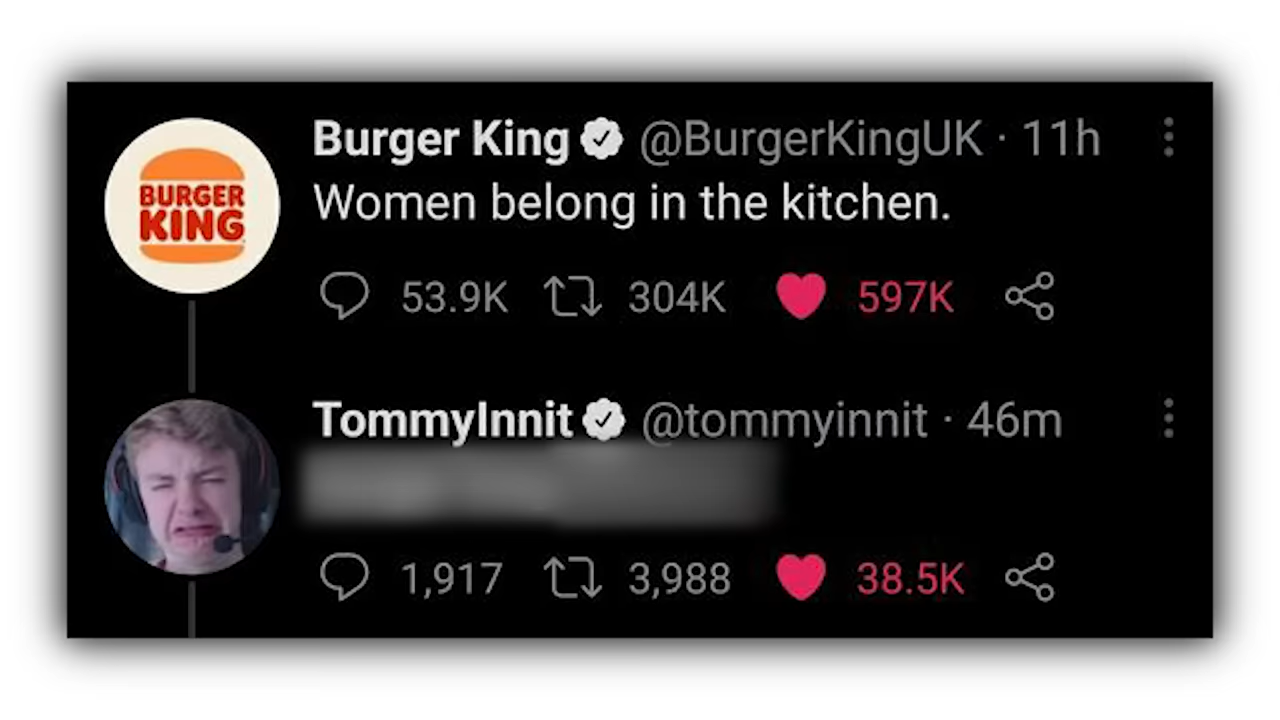 Burger King @BurgerKingUK · 11h
Women belong in the kitchen.
53.9K 304K 597K
BURGER
KING
TommyInnit @tommyinnit · 46m
1,917 3,988 38.5K